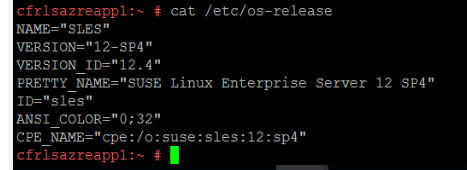 cfrlsazreapp1:~ # cat /etc/os-release
NAME="SLES"
VERSION="12-SP4"
VERSION_ID="12.4"
PRETTY_NAME="SUSE Linux Enterprise Server 12 SP4"
ID="sles"
ANSI_COLOR="0;32"
CPE_NAME="cpe:/o:suse:sles:12:sp4"
cfrlsazreapp1:~ #